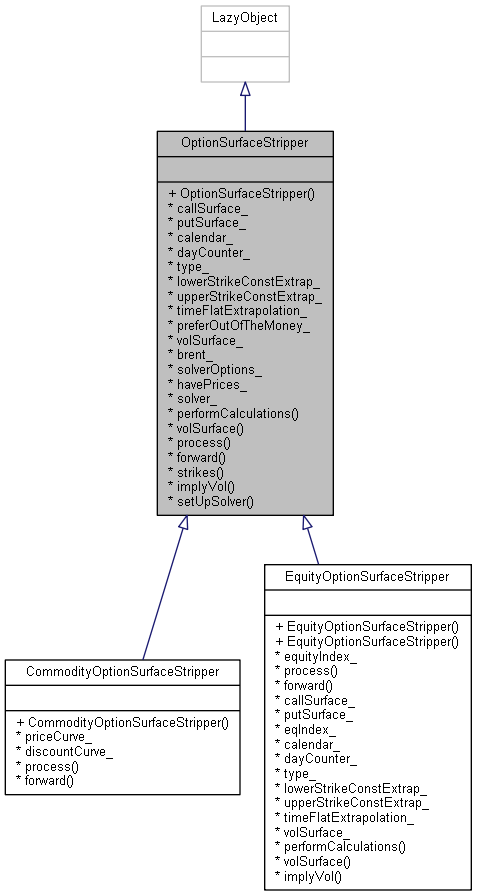 LazyObject
OptionSurfaceStripper
+ OptionSurfaceStripper()
* callSurface_
* putSurface_
* calendar_
* dayCounter_
* type_
* lowerStrikeConstExtrap_
* upperStrikeConstExtrap_
* timeFlatExtrapolation_
* preferOutOfTheMoney_
* volSurface_
* brent_
* solverOptions_
* havePrices_
* solver_
* performCalculations()
* volSurface()
* process()
* forward()
* strikes()
* implyVol()
* setUpSolver()
EquityOptionSurfaceStripper
+ EquityOptionSurfaceStripper()
+ EquityOptionSurfaceStripper()
* equityIndex_
* process()
* forward()
* callSurface_
* putSurface_
* eqIndex_
* calendar_
* dayCounter_
* type_
* lowerStrikeConstExtrap_
* upperStrikeConstExtrap_
* timeFlatExtrapolation_
* volSurface_
* performCalculations()
* volSurface()
* implyVol()
CommodityOptionSurfaceStripper
+ CommodityOptionSurfaceStripper()
* priceCurve_
* discountCurve_
* process()
* forward()